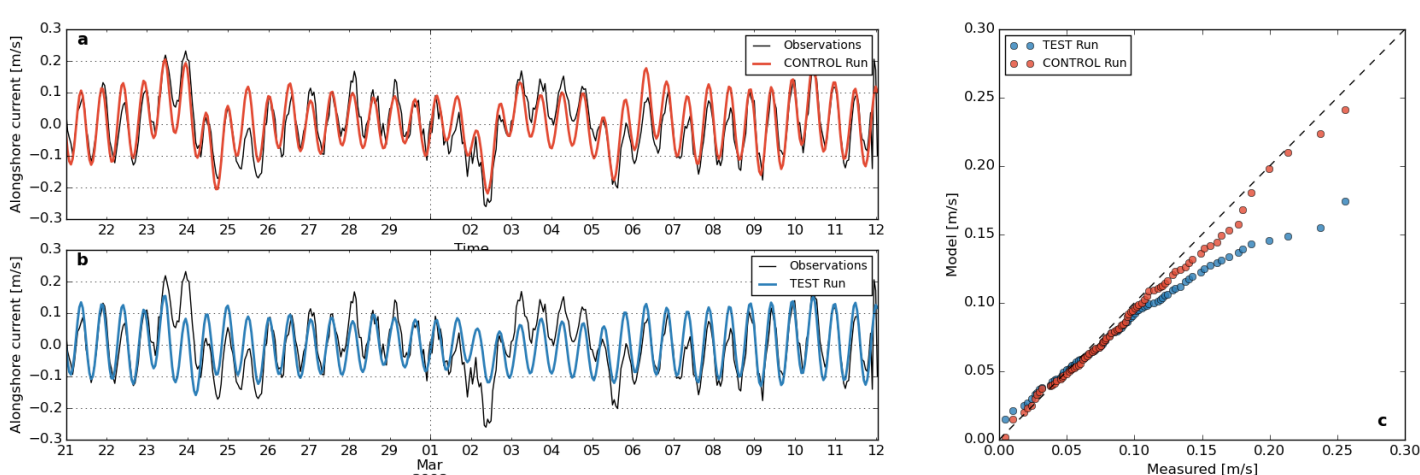 0.3
0.2
0.1
0.0
−0.1
−0.2
−0.3
Alongshore current [m/s]
a
Observations
CONTROL Run
22 23 24 25 26 27 28 29 02 03 04 05 06 07 08 09 10 11 12
Time
0.3
0.2
0.1
0.0
−0.1
−0.2
−0.3
Alongshore current [m/s]
b
Observations
TEST Run
21 22 23 24 25 26 27 28 29 01 02 03 04 05 06 07 08 09 10 11 12
Mar
0.30
0.25
0.20
0.15
0.10
0.05
0.00
Model [m/s]
TEST Run
CONTROL Run
c
0.00 0.05 0.10 0.15 0.20 0.25 0.30
Measured [m/s]